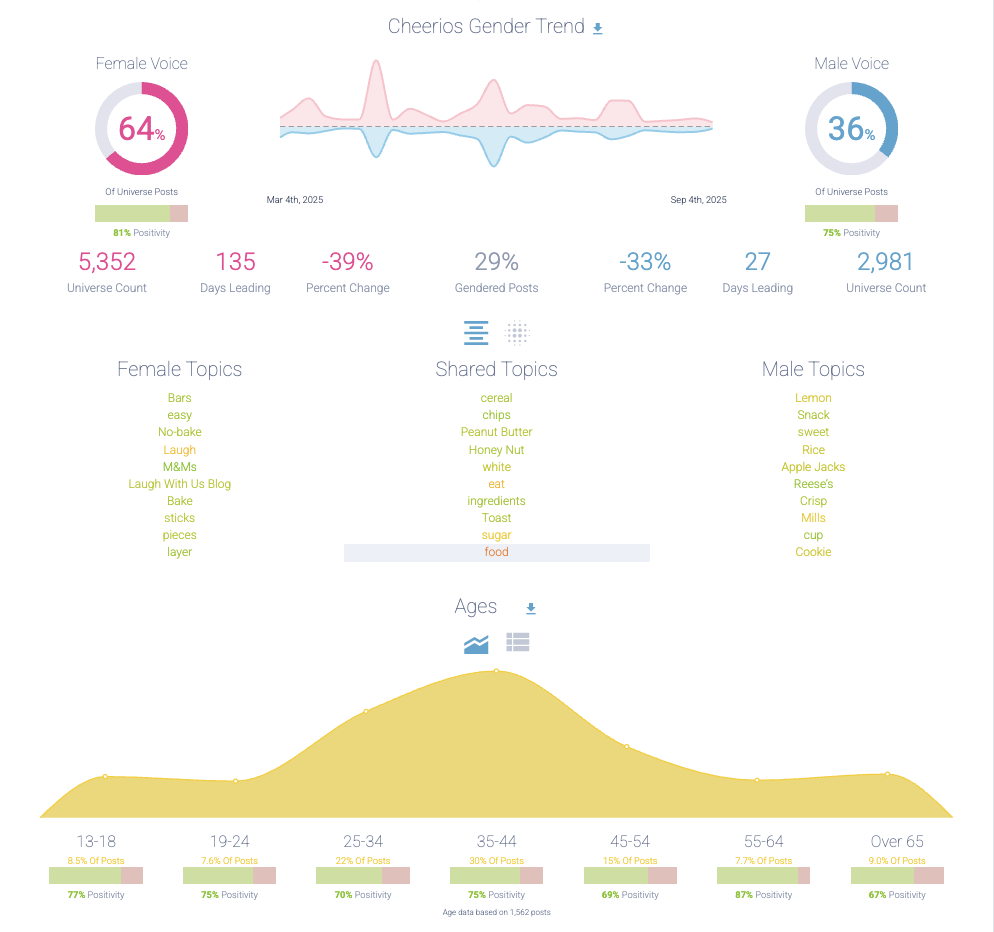 Cheerios Gender Trend
Female Voice
Male Voice
64%
36%
Of Universe Posts
Of Universe Posts
Mar 4th, 2025
Sep 4th, 2025
81% Positivity
75% Positivity
5,352
135
-39%
29%
-33%
27
2,981
Universe Count
Days Leading
Percent Change
Gendered Posts
Percent Change
Days Leading
Universe Count
Female Topics
Bars
easy
No-bake
Laugh
M&Ms
Laugh With Us Blog
Bake
sticks
pieces
layer
Shared Topics
cereal
chips
Peanut Butter
Honey Nut
white
eat
ingredients
Toast
sugar
food
Male Topics
Lemon
Snack
sweet
Rice
Apple Jacks
Reese's
Crisp
Mills
cup
Cookie
Ages
13-18
19-24
25-34
35-44
45-54
55-64
Over 65
8.5% Of Posts
7.6% Of Posts
22% Of Posts
30% Of Posts
15% Of Posts
7.7% Of Posts
9.0% Of Posts
77% Positivity
75% Positivity
70% Positivity
75% Positivity
69% Positivity
87% Positivity
67% Positivity
Age data based on 1,562 posts